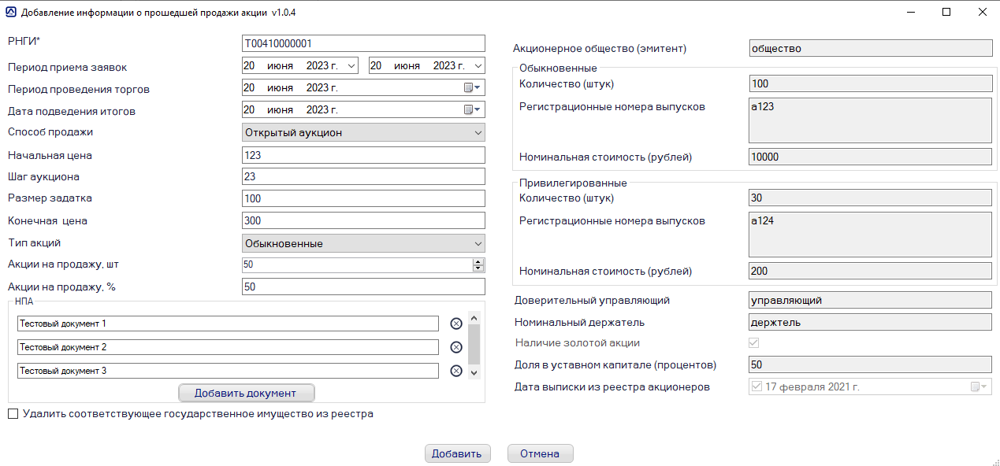 Добавление информации о прошедшей продажи акции v1.0.4
РНГИ* T00410000001
Период приема заявок 20 июня 2023 г. 20 июня 2023 г.
Период проведения торгов 20 июня 2023 г.
Дата подведения итогов 20 июня 2023 г.
Способ продажи Открытый аукцион
Начальная цена 123
Шаг аукциона 23
Размер задатка 100
Конечная цена 300
Тип акций Обыкновенные
Акции на продажу, шт 50
Акции на продажу, % 50
НПА
Тестовый документ 1
Тестовый документ 2
Тестовый документ 3
Добавить документ
Удалить соответствующее государственное имущество из реестра
Акционерное общество (эмитент) общество
Обыкновенные
Количество (штук) 100
Регистрационные номера выпусков а123
Номинальная стоимость (рублей) 10000
Привилегированные
Количество (штук) 30
Регистрационные номера выпусков а124
Номинальная стоимость (рублей) 200
Доверительный управляющий управляющий
Номинальный держатель держтель
Наличие золотой акции
Доля в уставном капитале (процентов) 50
Дата выписки из реестра акционеров 17 февраля 2021 г.
Добавить Отмена